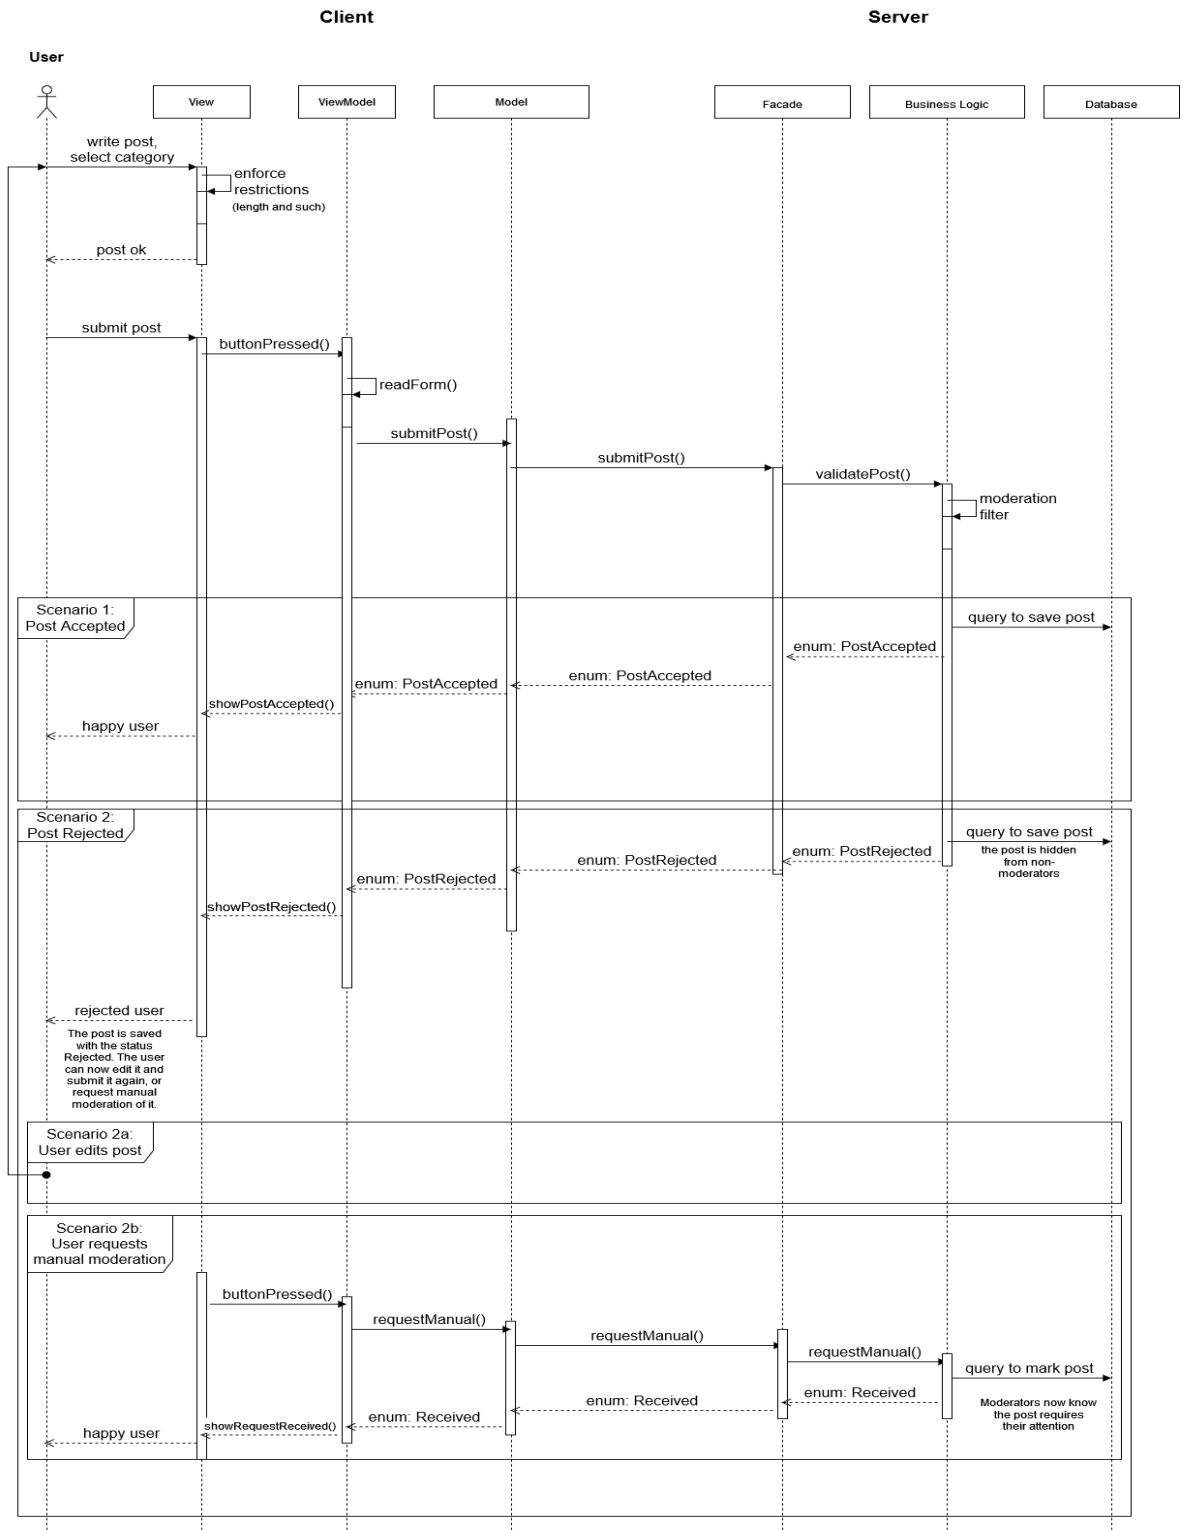 Client
Server
User
View
ViewModel
Model
Facade
Business Logic
Database
write post,
select category
enforce
restrictions
(length and such)
post ok
submit post
buttonPressed()
readForm()
submitPost()
submitPost()
validatePost()
moderation
filter
Scenario 1:
Post Accepted
query to save post
enum: PostAccepted
enum: PostAccepted
enum: PostAccepted
showPostAccepted()
happy user
Scenario 2:
Post Rejected
query to save post
the post is hidden
from non-
moderators
enum: PostRejected
enum: PostRejected
enum: PostRejected
showPostRejected()
rejected user
The post is saved
with the status
Rejected. The user
can now edit it and
submit it again, or
request manual
moderation of it.
Scenario 2a:
User edits post
Scenario 2b:
User requests
manual moderation
buttonPressed()
requestManual()
requestManual()
requestManual()
query to mark post
Moderators now know
the post requires
their attention
enum: Received
enum: Received
enum: Received
showRequestReceived()
happy user